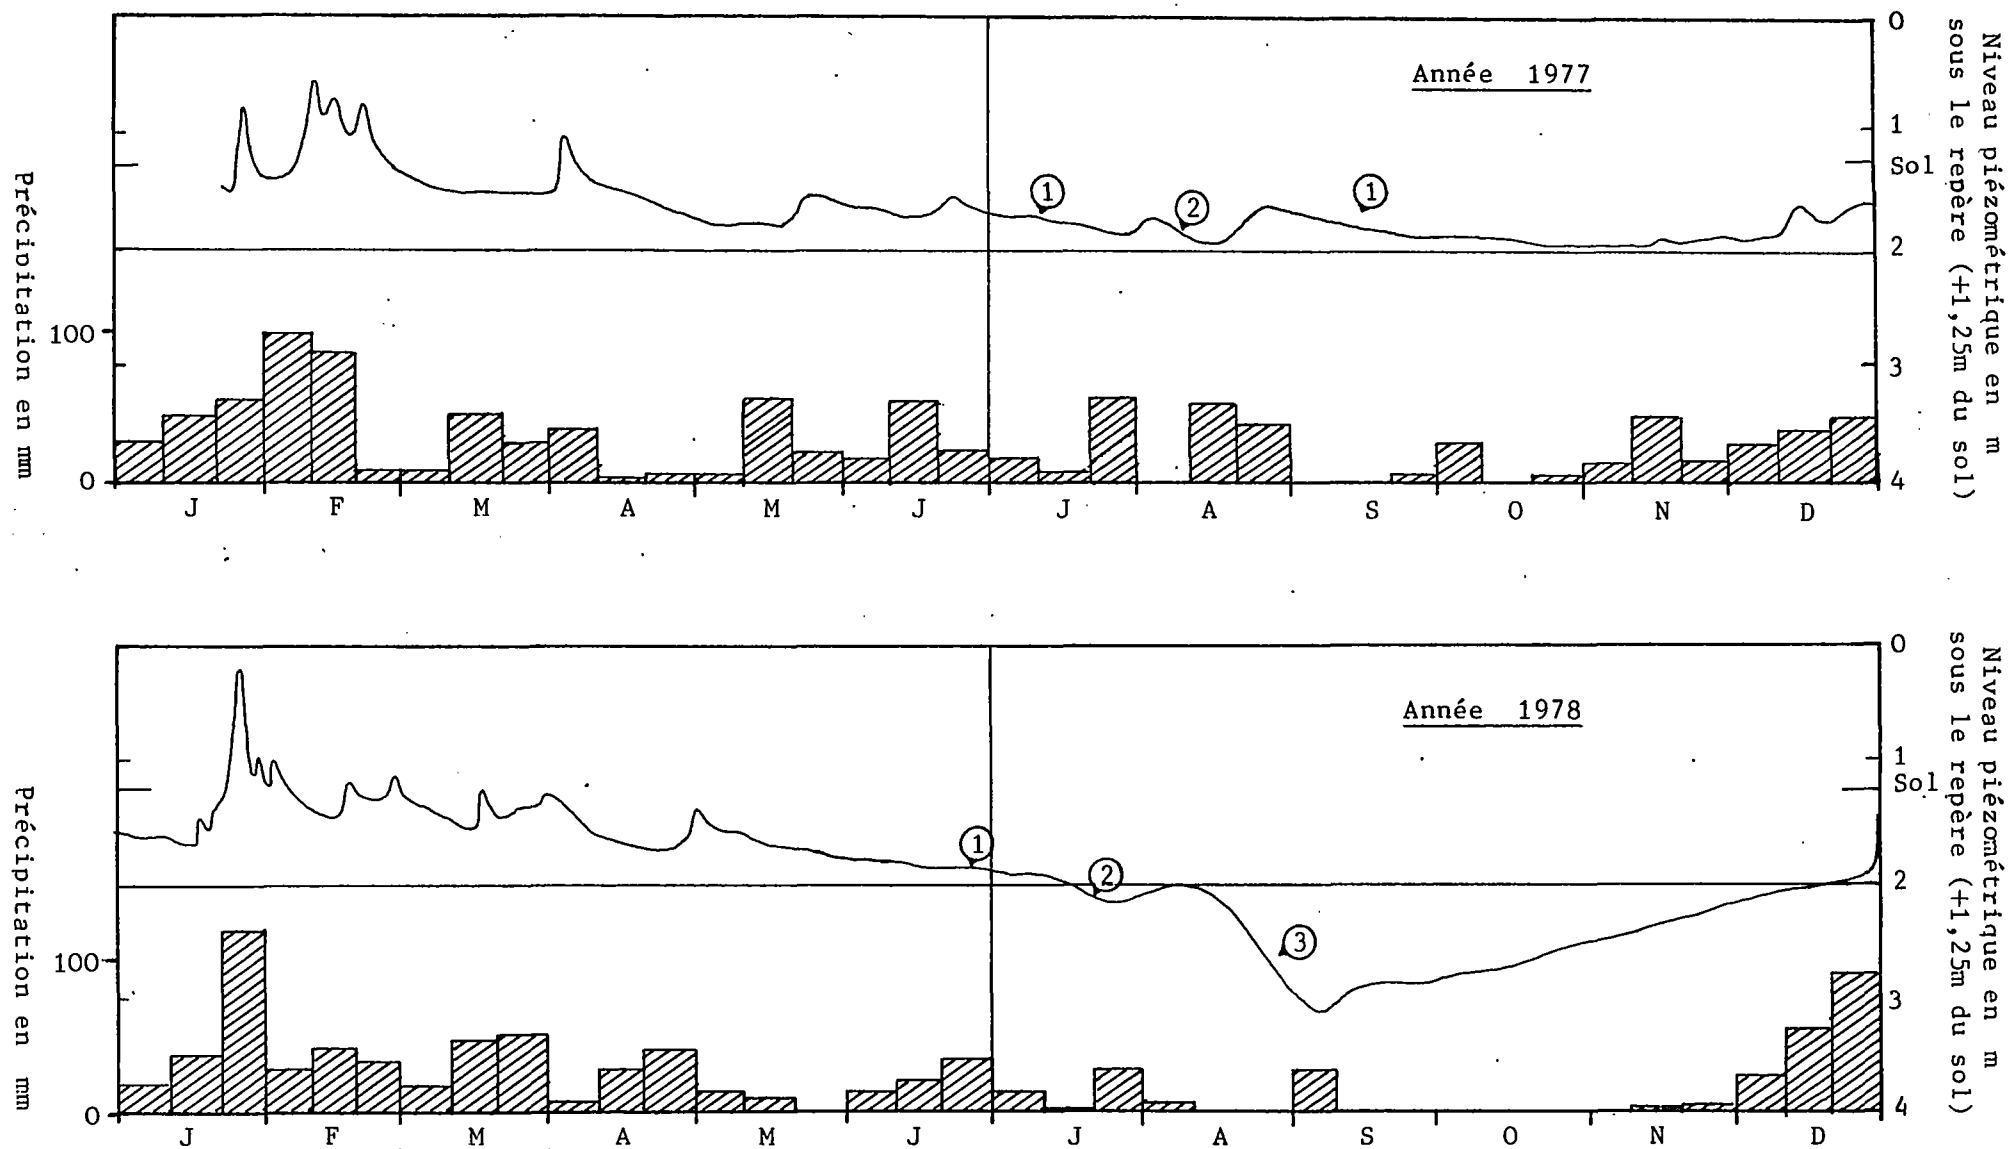 Année 1977
Précipitation en mm
100
0
Niveau piézométrique en m
sous le repère (+1,25m du sol)
0
1
Sol
2
3
4
1
2
1
J F M A M J J A S O N D
Année 1978
Précipitation en mm
100
0
Niveau piézométrique en m
sous le repère (+1,25m du sol)
0
1
Sol
2
3
4
1
2
3
J F M A M J J A S O N D